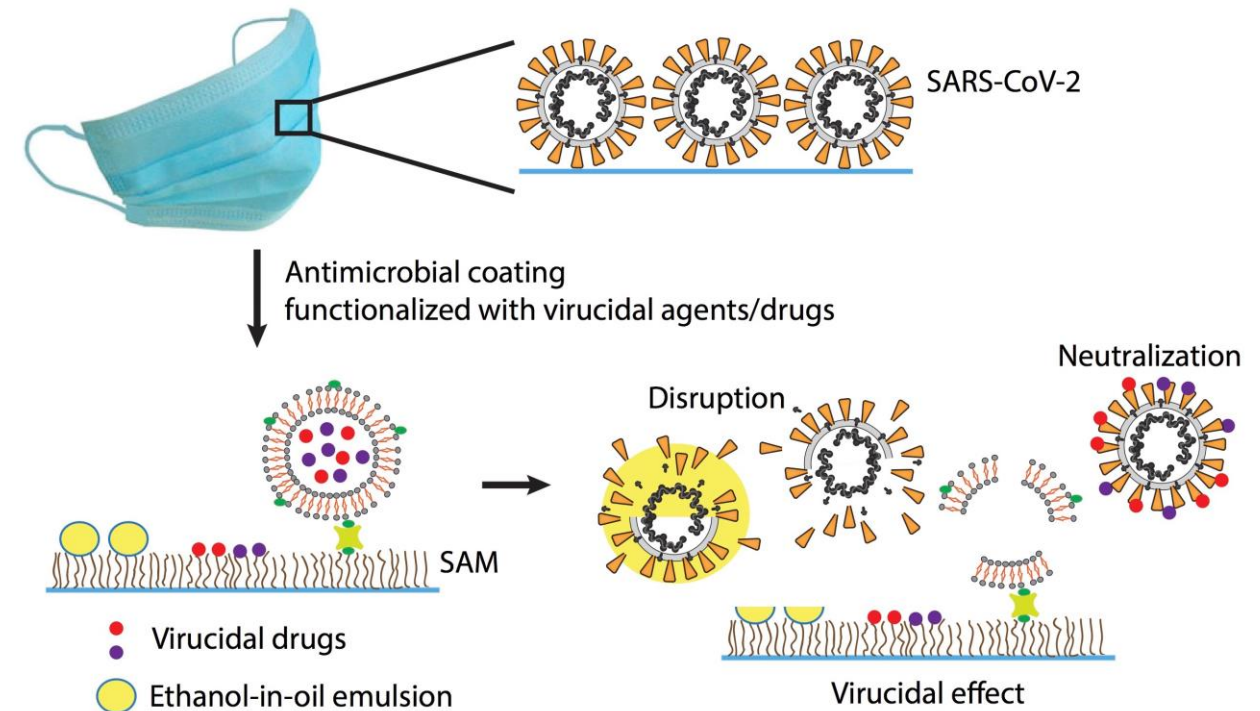 SARS-CoV-2
Antimicrobial coating
functionalized with virucidal agents/drugs
Neutralization
Disruption
SAM
Virucidal drugs
Ethanol-in-oil emulsion
Virucidal effect